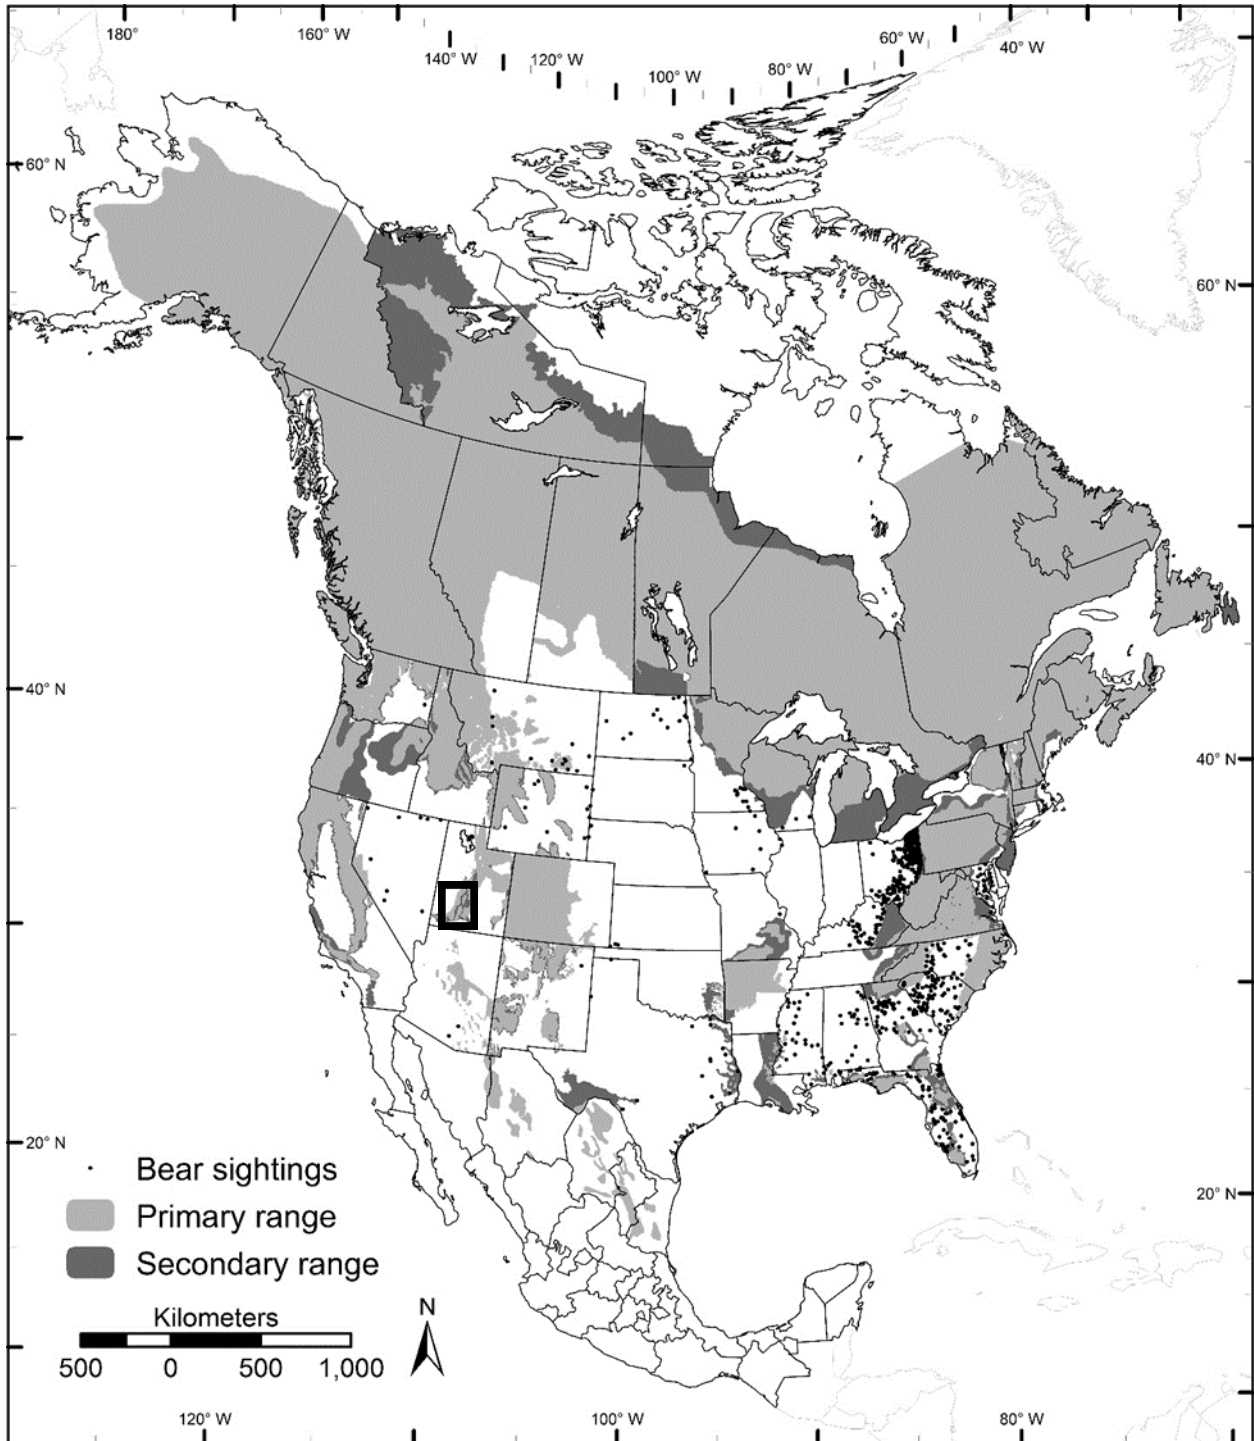 180°
160° W
140° W
120° W
100° W
80° W
60° W
40° W
60° N
60° N
40° N
40° N
20° N
20° N
Bear sightings
Primary range
Secondary range
Kilometers
500 0 500 1,000
N
120° W
100° W
80° W